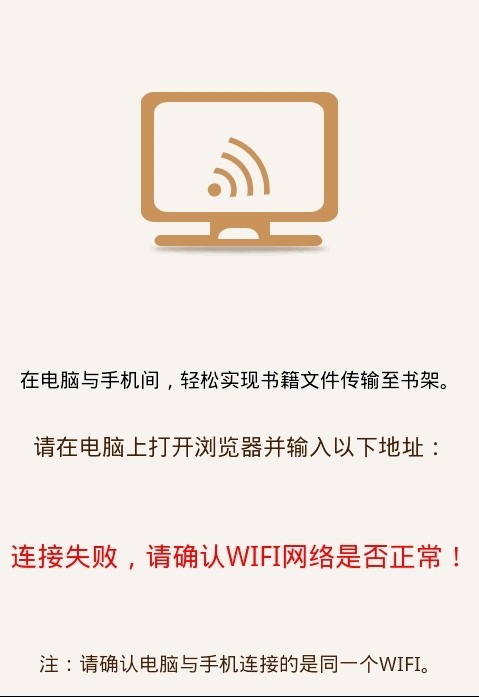 在电脑与手机间，轻松实现书籍文件传输至书架。
请在电脑上打开浏览器并输入以下地址：
连接失败，请确认WIFI网络是否正常！
注：请确认电脑与手机连接的是同一个WIFI。